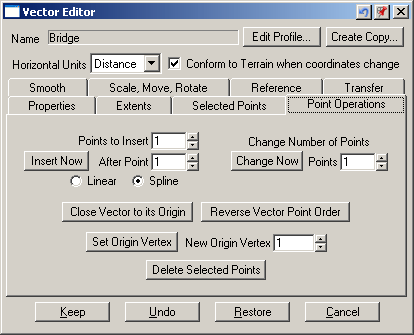 Vector Editor
Name Bridge Edit Profile... Create Copy...
Horizontal Units Distance Conform to Terrain when coordinates change
Smooth Scale, Move, Rotate Reference Transfer
Properties Extents Selected Points Point Operations
Points to Insert 1 Change Number of Points
Insert Now After Point 1 Change Now Points 1
Linear Spline
Close Vector to its Origin Reverse Vector Point Order
Set Origin Vertex New Origin Vertex 1
Delete Selected Points
Keep Undo Restore Cancel